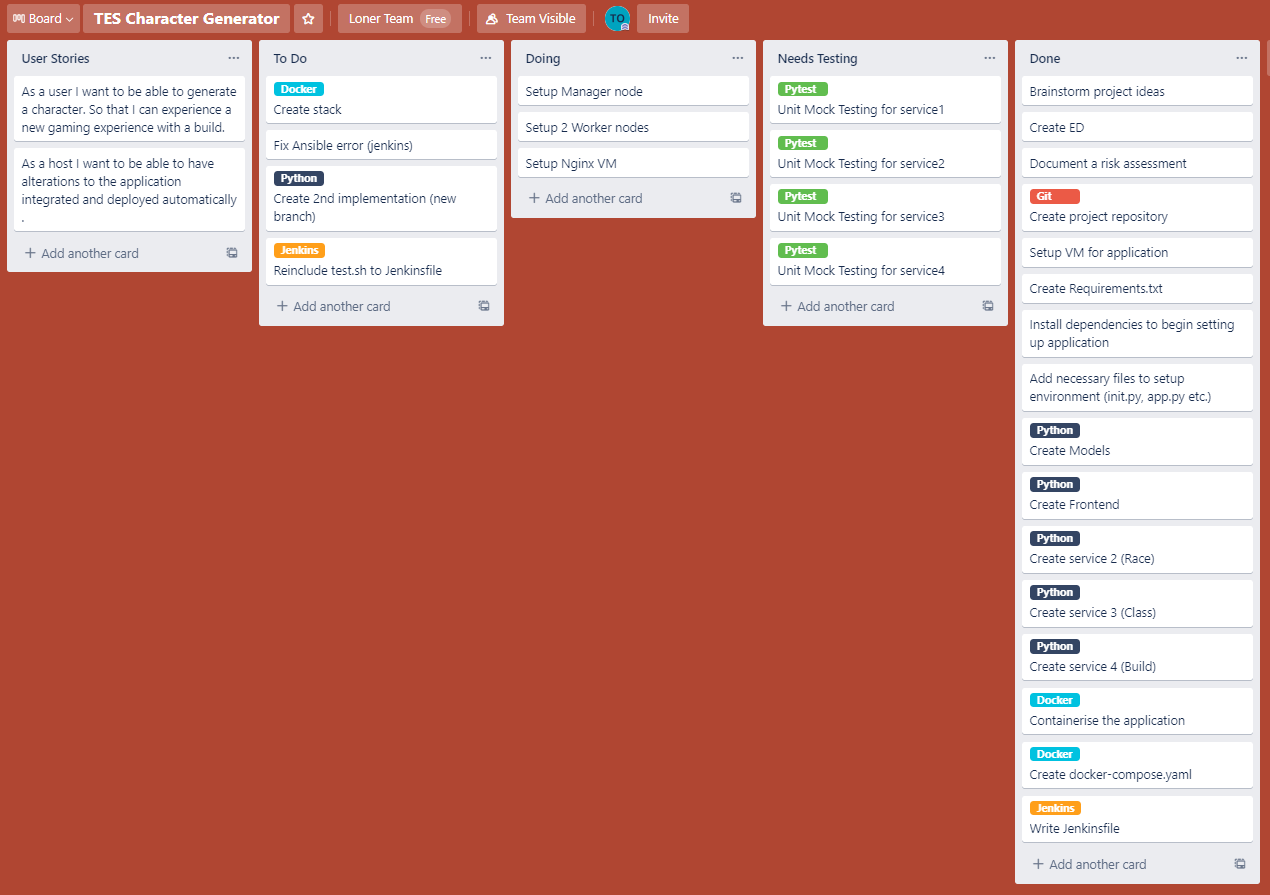 Board
TES Character Generator
Loner Team Free
Team Visible
TO
Invite
User Stories
As a user I want to be able to generate
a character. So that I can experience a
new gaming experience with a build.
As a host I want to be able to have
alterations to the application
integrated and deployed automatically
.
Add another card
To Do
Docker
Create stack
Fix Ansible error (jenkins)
Python
Create 2nd implementation (new
branch)
Jenkins
Reinclude test.sh to Jenkinsfile
Add another card
Doing
Setup Manager node
Setup 2 Worker nodes
Setup Nginx VM
Add another card
Needs Testing
Pytest
Unit Mock Testing for service1
Pytest
Unit Mock Testing for service2
Pytest
Unit Mock Testing for service3
Pytest
Unit Mock Testing for service4
Add another card
Done
Brainstorm project ideas
Create ED
Document a risk assessment
Git
Create project repository
Setup VM for application
Create Requirements.txt
Install dependencies to begin setting
up application
Add necessary files to setup
environment (init.py, app.py etc.)
Python
Create Models
Python
Create Frontend
Python
Create service 2 (Race)
Python
Create service 3 (Class)
Python
Create service 4 (Build)
Docker
Containerise the application
Docker
Create docker-compose.yaml
Jenkins
Write Jenkinsfile
Add another card